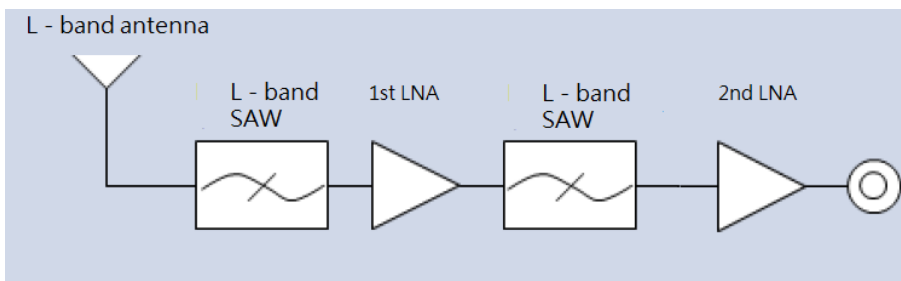 L - band antenna
L - band
SAW
1st LNA
L - band
SAW
2nd LNA